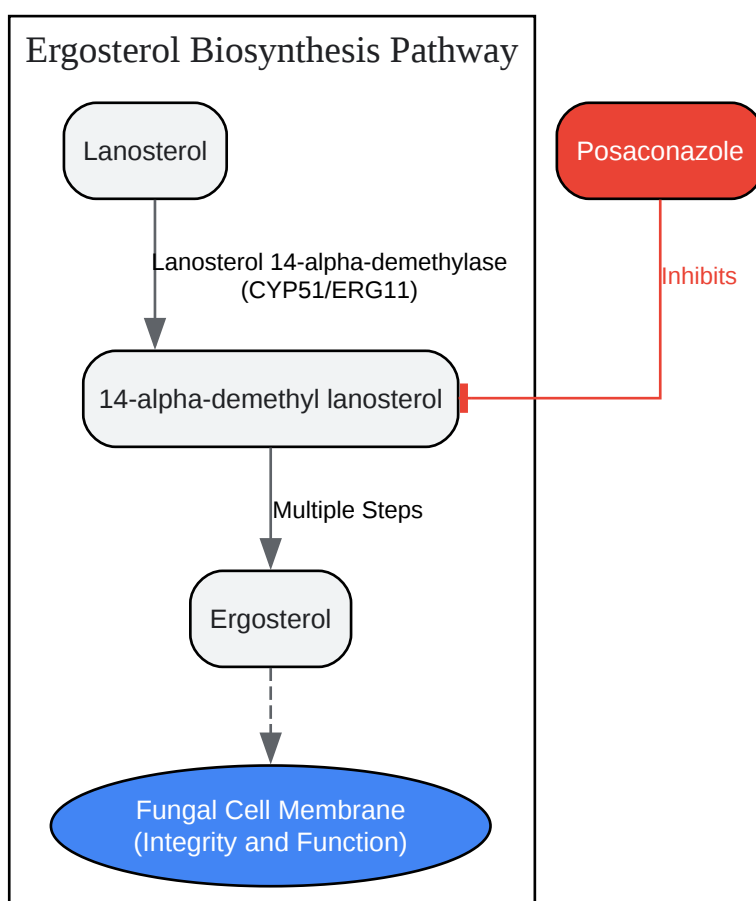 Ergosterol Biosynthesis Pathway
Lanosterol
Posaconazole
Lanosterol 14-alpha-demethylase
(CYP51/ERG11)
Inhibits
14-alpha-demethyl lanosterol
Multiple Steps
Ergosterol
Fungal Cell Membrane
(Integrity and Function)